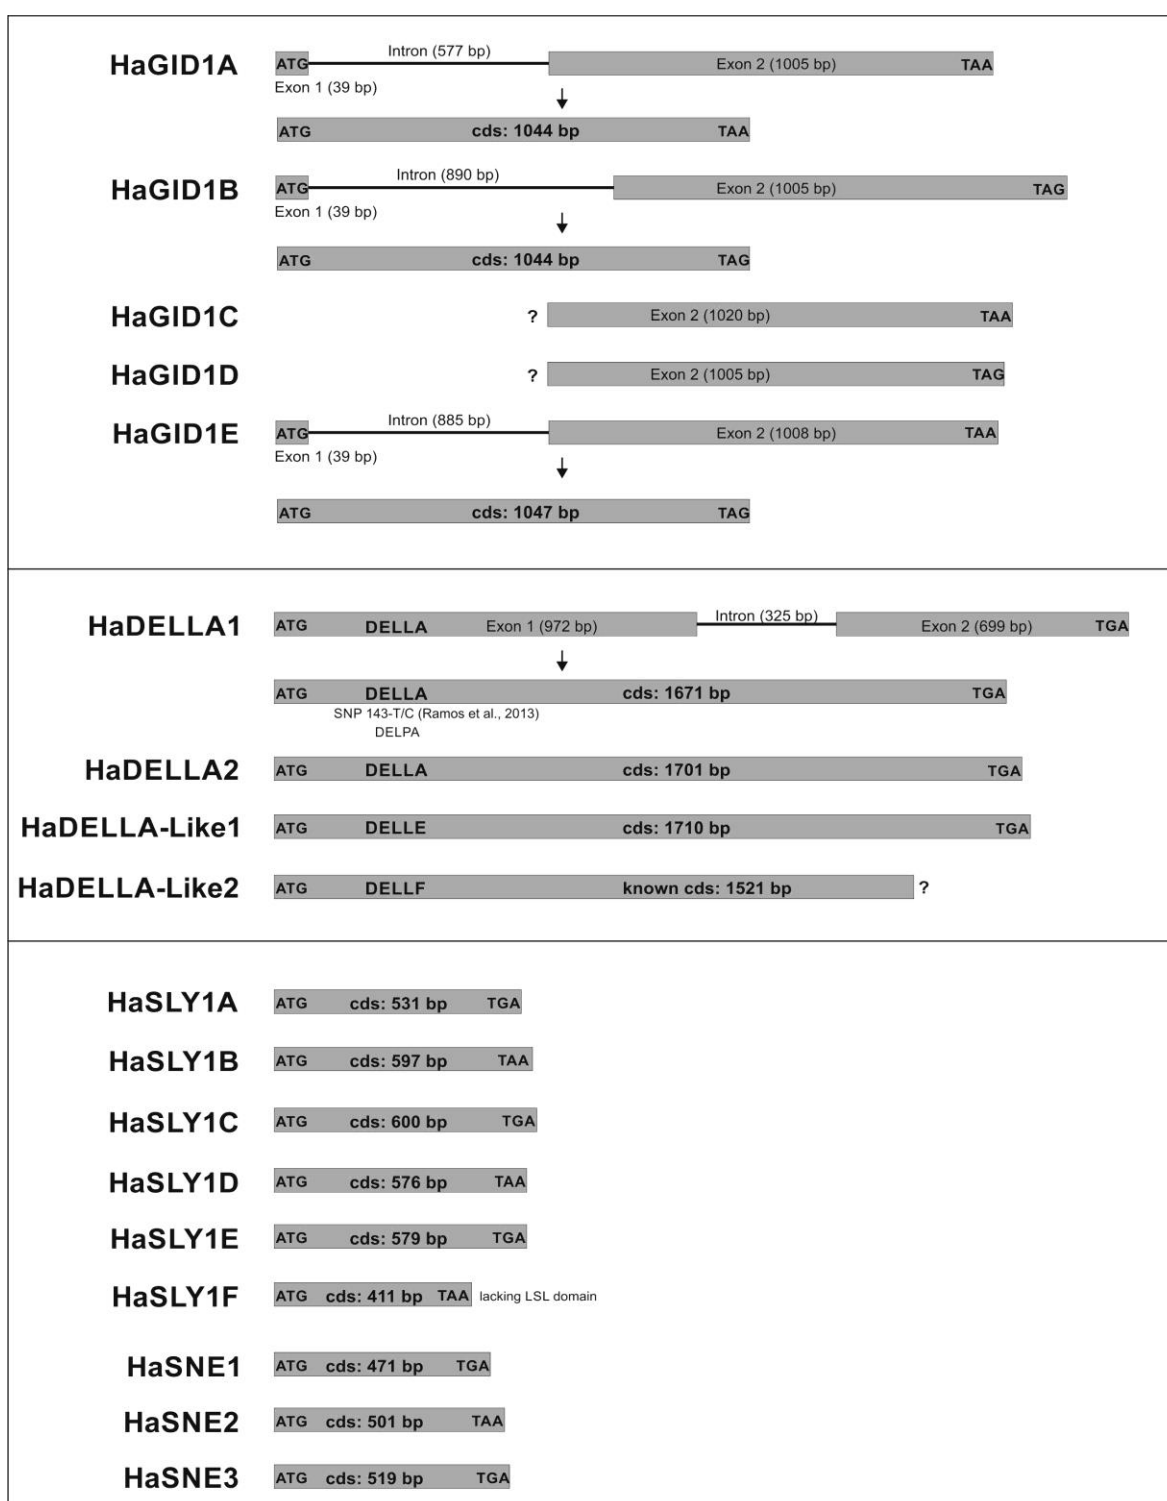 HaGID1A
Intron (577 bp)
ATG Exon 2 (1005 bp) TAA
Exon 1 (39 bp)
ATG cds: 1044 bp TAA
HaGID1B
Intron (890 bp)
ATG Exon 2 (1005 bp) TAG
Exon 1 (39 bp)
ATG cds: 1044 bp TAG
HaGID1C ? Exon 2 (1020 bp) TAA
HaGID1D ? Exon 2 (1005 bp) TAG
HaGID1E
Intron (885 bp)
ATG Exon 2 (1008 bp) TAA
Exon 1 (39 bp)
ATG cds: 1047 bp TAG
HaDELLA1 ATG DELLA Exon 1 (972 bp) Intron (325 bp) Exon 2 (699 bp) TGA
ATG DELLA cds: 1671 bp TGA
SNP 143-T/C (Ramos et al., 2013)
DELPA
HaDELLA2 ATG DELLA cds: 1701 bp TGA
HaDELLA-Like1 ATG DELLE cds: 1710 bp TGA
HaDELLA-Like2 ATG DELLF known cds: 1521 bp ?
HaSLY1A ATG cds: 531 bp TGA
HaSLY1B ATG cds: 597 bp TAA
HaSLY1C ATG cds: 600 bp TGA
HaSLY1D ATG cds: 576 bp TAA
HaSLY1E ATG cds: 579 bp TGA
HaSLY1F ATG cds: 411 bp TAA lacking LSL domain
HaSNE1 ATG cds: 471 bp TGA
HaSNE2 ATG cds: 501 bp TAA
HaSNE3 ATG cds: 519 bp TGA